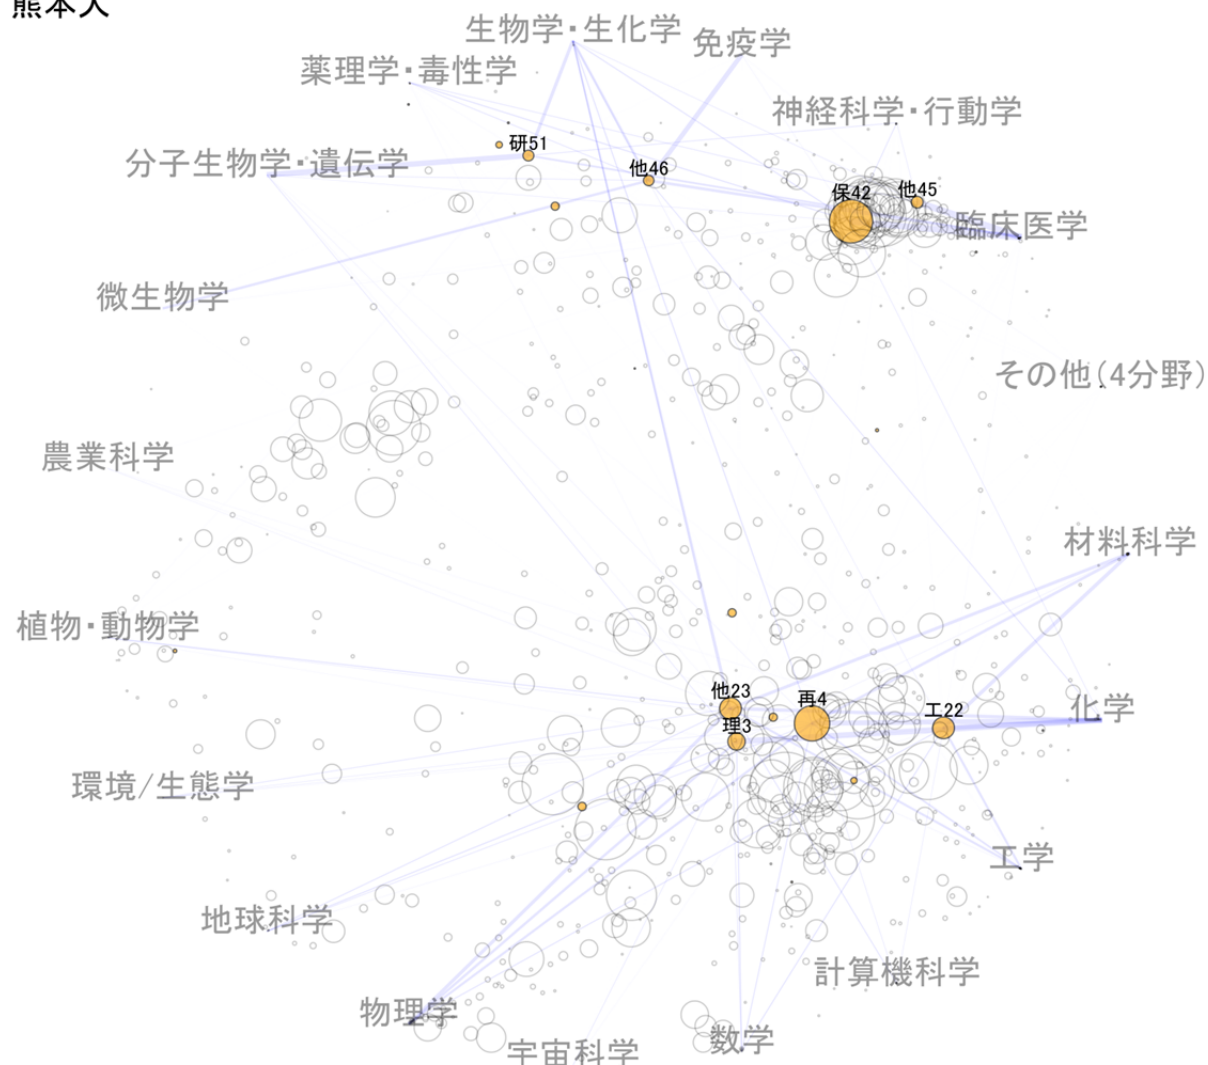 熊本大
生物学・生化学
免疫学
薬理学・毒性学
神経科学・行動学
研51
分子生物学・遺伝学
他46
保42
他45
臨床医学
微生物学
その他(4分野)
農業科学
材料科学
植物・動物学
他23
再4
工22
化学
理3
環境/生態学
工学
地球科学
計算機科学
物理学
数学
宇宙科学